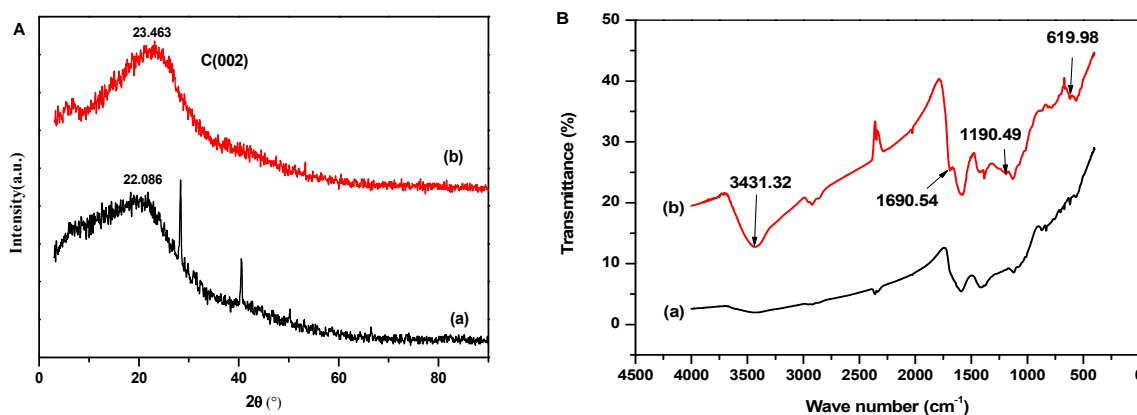 A
23.463
C(002)
(b)
22.086
(a)
Intensity(a.u.)
0 20 40 60 80
2θ (°)
B
50
40
30
20
10
0
Transmittance (%)
619.98
1190.49
3431.32
1690.54
(b)
(a)
4500 4000 3500 3000 2500 2000 1500 1000 500
Wave number (cm⁻¹)